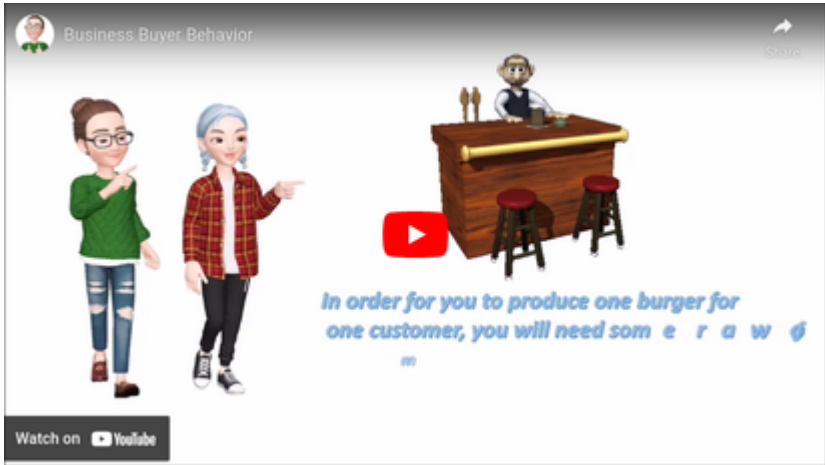 Business Buyer Behavior
Share
In order for you to produce one burger for
one customer, you will need som e r a w
m
Watch on YouTube